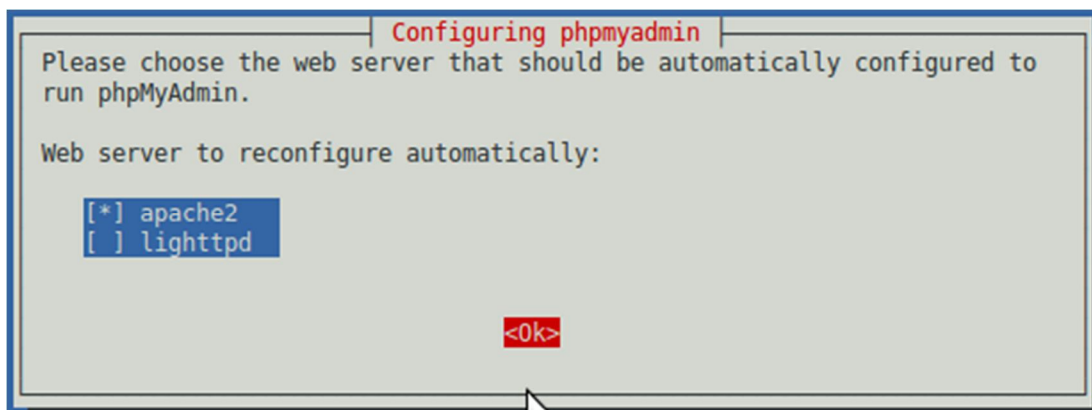 Configuring phpmyadmin
Please choose the web server that should be automatically configured to
run phpMyAdmin.
Web server to reconfigure automatically:
[*] apache2
[ ] lighttpd
<Ok>